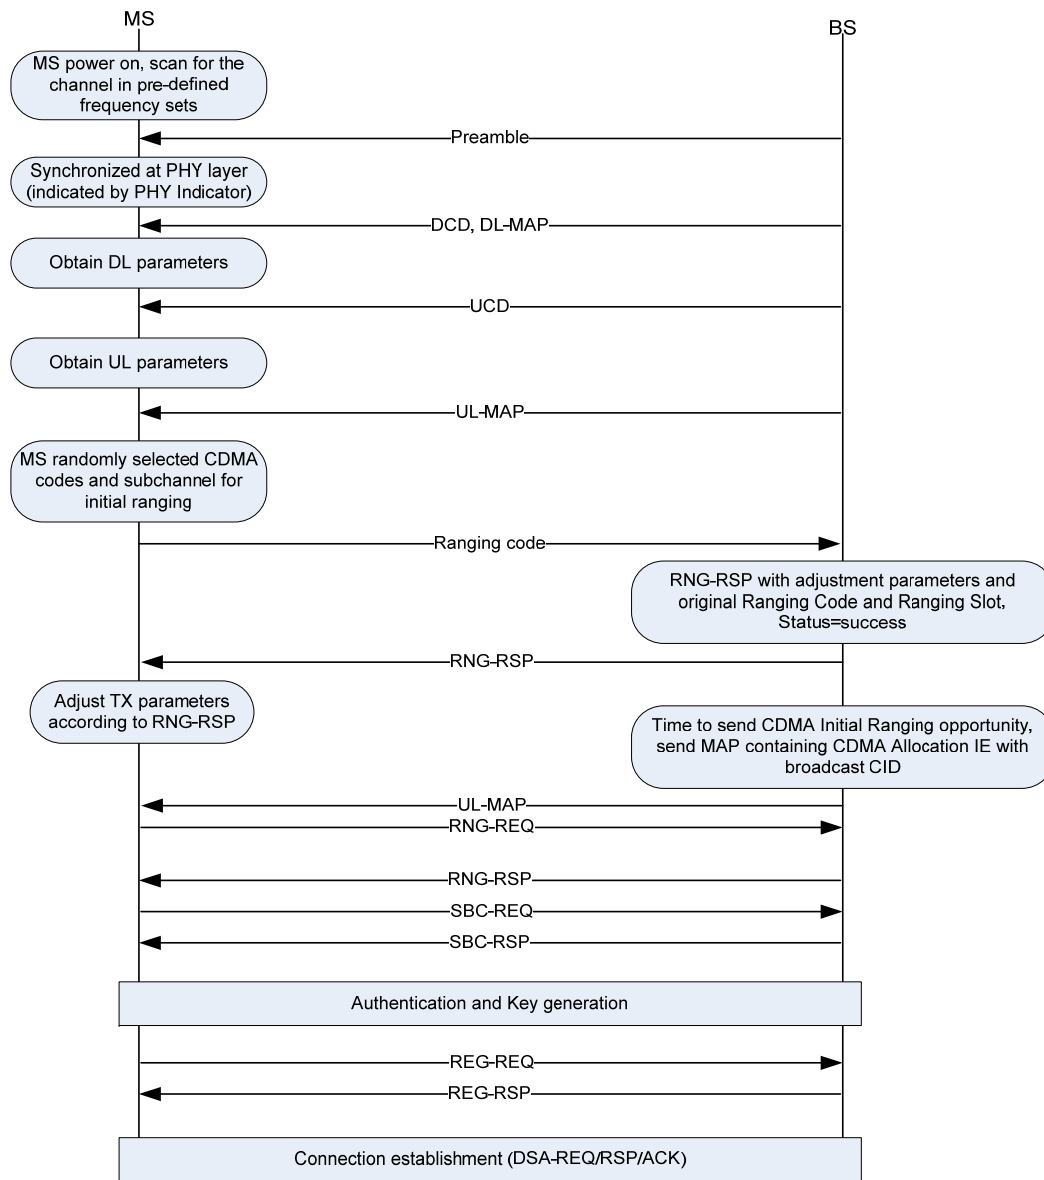 MS
BS
MS power on, scan for the
channel in pre-defined
frequency sets
Preamble
Synchronized at PHY layer
(indicated by PHY Indicator)
DCD, DL-MAP
Obtain DL parameters
UCD
Obtain UL parameters
UL-MAP
MS randomly selected CDMA
codes and subchannel for
initial ranging
Ranging code
RNG-RSP with adjustment parameters and
original Ranging Code and Ranging Slot,
Status=success
RNG-RSP
Adjust TX parameters
according to RNG-RSP
Time to send CDMA Initial Ranging opportunity,
send MAP containing CDMA Allocation IE with
broadcast CID
UL-MAP
RNG-REQ
RNG-RSP
SBC-REQ
SBC-RSP
Authentication and Key generation
REG-REQ
REG-RSP
Connection establishment (DSA-REQ/RSP/ACK)